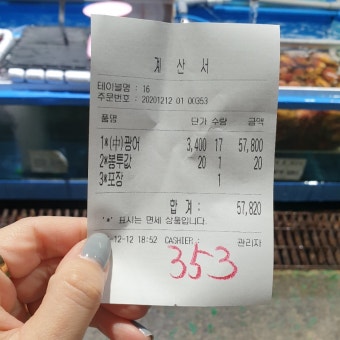 계 산 서
테이블명 : 16
주문번호 : 20201212 01 00353
품명 단가 수량 금액
1*(中)광어 3,400 17 57,800
2*봉투값 20 1 20
3*포장 1
합 계 : 57,820
'*' 표시는 면세 상품입니다.
-12-12 18:52 CASHIER : 관리자
353